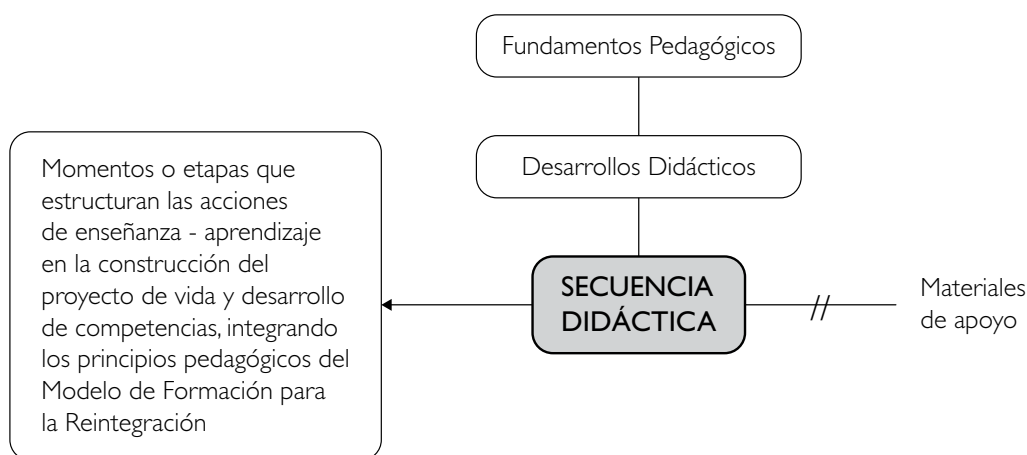 Fundamentos Pedagógicos
Desarrollos Didácticos
Momentos o etapas que
estructuran las acciones
de enseñanza - aprendizaje
en la construcción del
proyecto de vida y desarrollo
de competencias, integrando
los principios pedagógicos del
Modelo de Formación para
la Reintegración
SECUENCIA
DIDÁCTICA
//
Materiales
de apoyo